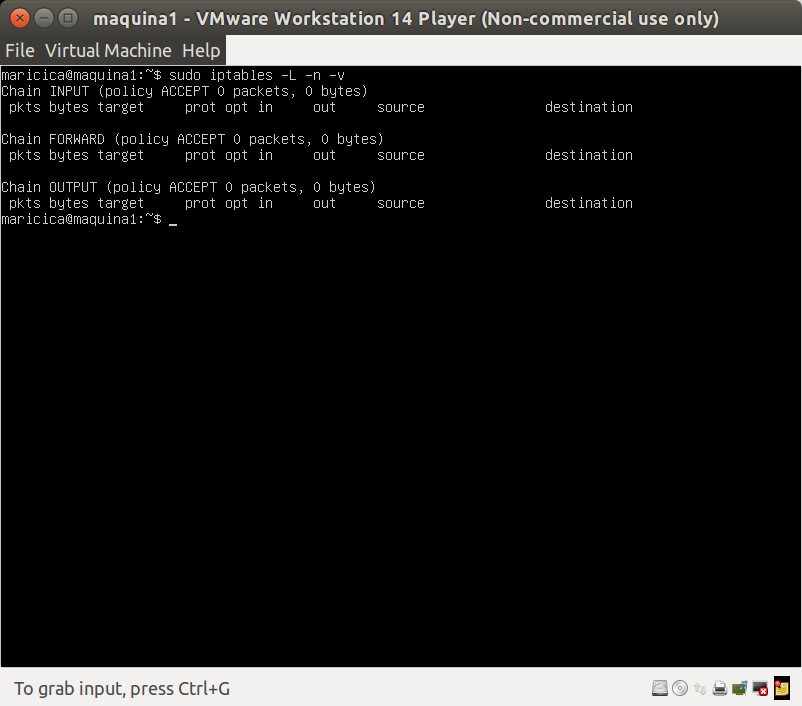 maquina1 - VMware Workstation 14 Player (Non-commercial use only)
File Virtual Machine Help
maricica@maquina1:~$ sudo iptables -L -n -v
Chain INPUT (policy ACCEPT 0 packets, 0 bytes)
 pkts bytes target     prot opt in     out     source               destination
Chain FORWARD (policy ACCEPT 0 packets, 0 bytes)
 pkts bytes target     prot opt in     out     source               destination
Chain OUTPUT (policy ACCEPT 0 packets, 0 bytes)
 pkts bytes target     prot opt in     out     source               destination
maricica@maquina1:~$ _
To grab input, press Ctrl+G